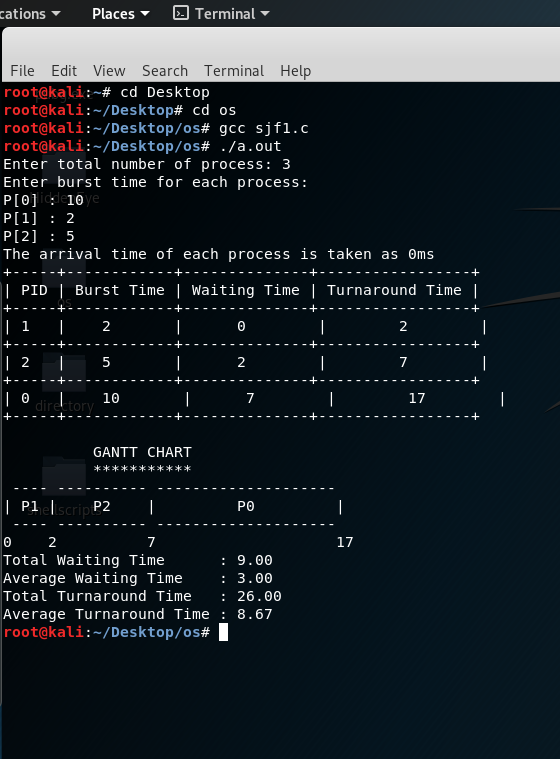 cations Places Terminal
File Edit View Search Terminal Help
root@kali:~# cd Desktop
root@kali:~/Desktop# cd os
root@kali:~/Desktop/os# gcc sjf1.c
root@kali:~/Desktop/os# ./a.out
Enter total number of process: 3
Enter burst time for each process:
P[0] : 10
P[1] : 2
P[2] : 5
The arrival time of each process is taken as 0ms
+-----+------------+--------------+-----------------+
| PID | Burst Time | Waiting Time | Turnaround Time |
+-----+------------+--------------+-----------------+
| 1   |    2       |      0        |        2        |
+-----+------------+--------------+-----------------+
| 2   |    5       |      2        |        7        |
+-----+------------+--------------+-----------------+
| 0   |    10       |      7        |        17        |
+-----+------------+--------------+-----------------+
directory
GANTT CHART
***********
 ---- ---------- --------------------
| P1 |    P2    |         P0         |
shellscripts
 ---- ---------- --------------------
0    2          7                    17
Total Waiting Time      : 9.00
Average Waiting Time    : 3.00
Total Turnaround Time   : 26.00
Average Turnaround Time : 8.67
root@kali:~/Desktop/os#